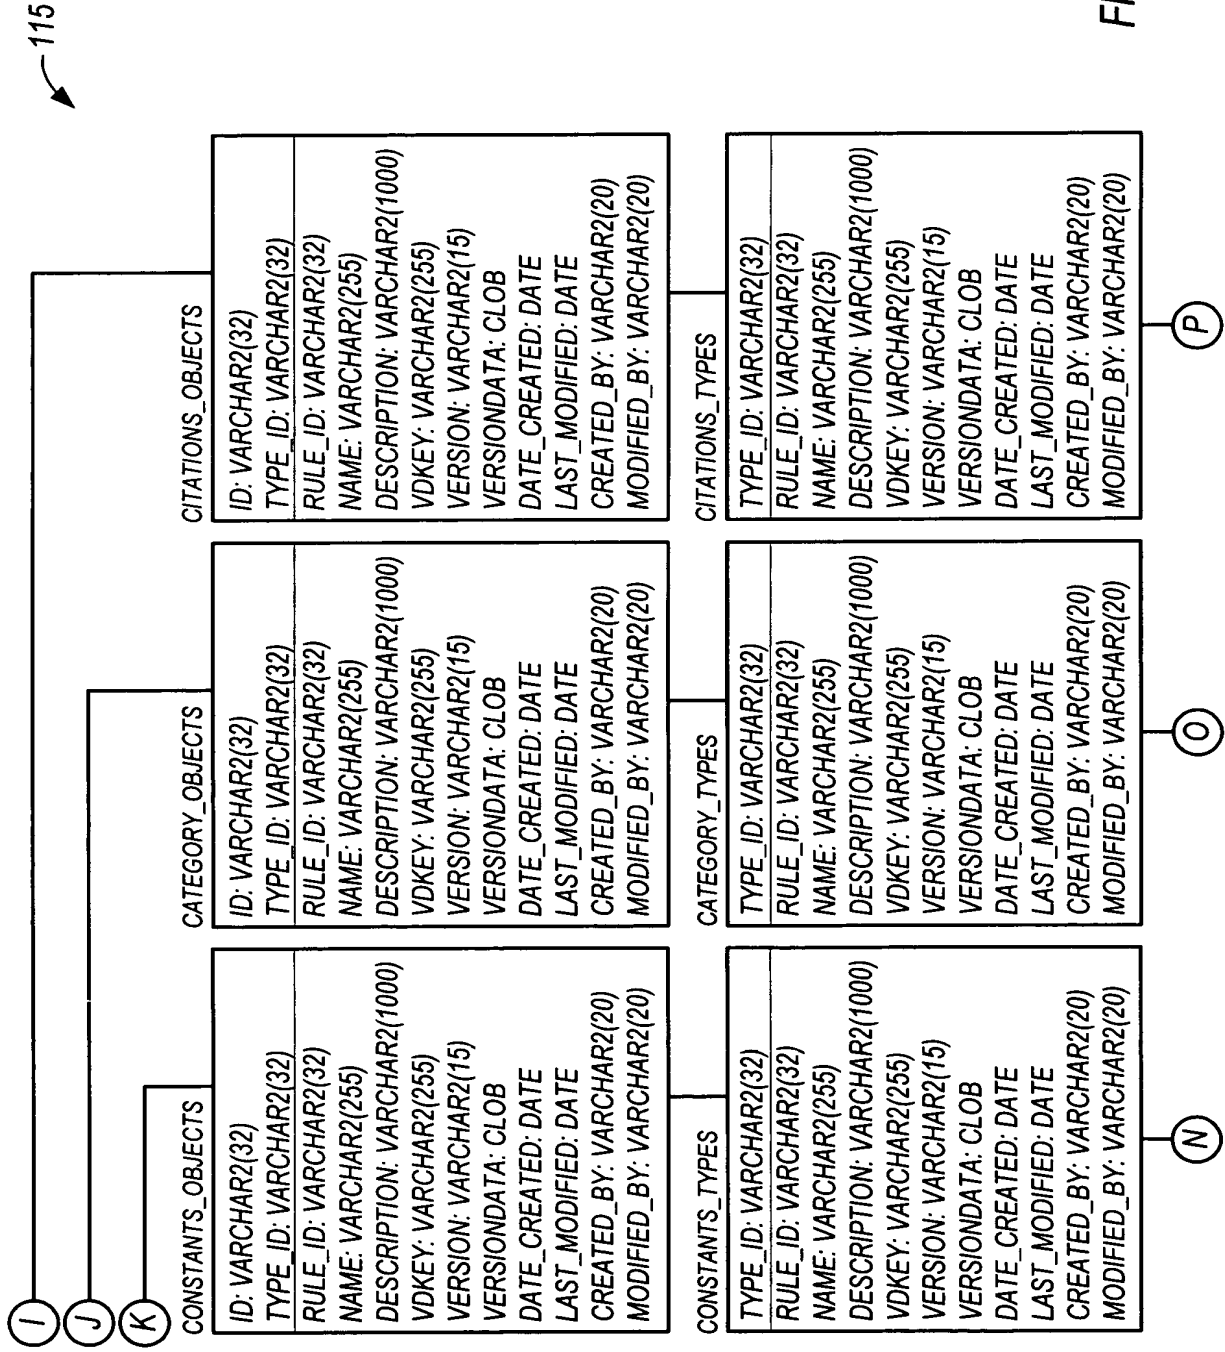 115
I
J
K
CONSTANTS_OBJECTS
ID: VARCHAR2(32)
TYPE_ID: VARCHAR2(32)
RULE_ID: VARCHAR2(32)
NAME: VARCHAR2(255)
DESCRIPTION: VARCHAR2(1000)
VDKEY: VARCHAR2(255)
VERSION: VARCHAR2(15)
VERSIONDATA: CLOB
DATE_CREATED: DATE
LAST_MODIFIED: DATE
CREATED_BY: VARCHAR2(20)
MODIFIED_BY: VARCHAR2(20)
CATEGORY_OBJECTS
ID: VARCHAR2(32)
TYPE_ID: VARCHAR2(32)
RULE_ID: VARCHAR2(32)
NAME: VARCHAR2(255)
DESCRIPTION: VARCHAR2(1000)
VDKEY: VARCHAR2(255)
VERSION: VARCHAR2(15)
VERSIONDATA: CLOB
DATE_CREATED: DATE
LAST_MODIFIED: DATE
CREATED_BY: VARCHAR2(20)
MODIFIED_BY: VARCHAR2(20)
CITATIONS_OBJECTS
ID: VARCHAR2(32)
TYPE_ID: VARCHAR2(32)
RULE_ID: VARCHAR2(32)
NAME: VARCHAR2(255)
DESCRIPTION: VARCHAR2(1000)
VDKEY: VARCHAR2(255)
VERSION: VARCHAR2(15)
VERSIONDATA: CLOB
DATE_CREATED: DATE
LAST_MODIFIED: DATE
CREATED_BY: VARCHAR2(20)
MODIFIED_BY: VARCHAR2(20)
CONSTANTS_TYPES
TYPE_ID: VARCHAR2(32)
RULE_ID: VARCHAR2(32)
NAME: VARCHAR2(255)
DESCRIPTION: VARCHAR2(1000)
VDKEY: VARCHAR2(255)
VERSION: VARCHAR2(15)
VERSIONDATA: CLOB
DATE_CREATED: DATE
LAST_MODIFIED: DATE
CREATED_BY: VARCHAR2(20)
MODIFIED_BY: VARCHAR2(20)
CATEGORY_TYPES
TYPE_ID: VARCHAR2(32)
RULE_ID: VARCHAR2(32)
NAME: VARCHAR2(255)
DESCRIPTION: VARCHAR2(1000)
VDKEY: VARCHAR2(255)
VERSION: VARCHAR2(15)
VERSIONDATA: CLOB
DATE_CREATED: DATE
LAST_MODIFIED: DATE
CREATED_BY: VARCHAR2(20)
MODIFIED_BY: VARCHAR2(20)
CITATIONS_TYPES
TYPE_ID: VARCHAR2(32)
RULE_ID: VARCHAR2(32)
NAME: VARCHAR2(255)
DESCRIPTION: VARCHAR2(1000)
VDKEY: VARCHAR2(255)
VERSION: VARCHAR2(15)
VERSIONDATA: CLOB
DATE_CREATED: DATE
LAST_MODIFIED: DATE
CREATED_BY: VARCHAR2(20)
MODIFIED_BY: VARCHAR2(20)
N
O
P